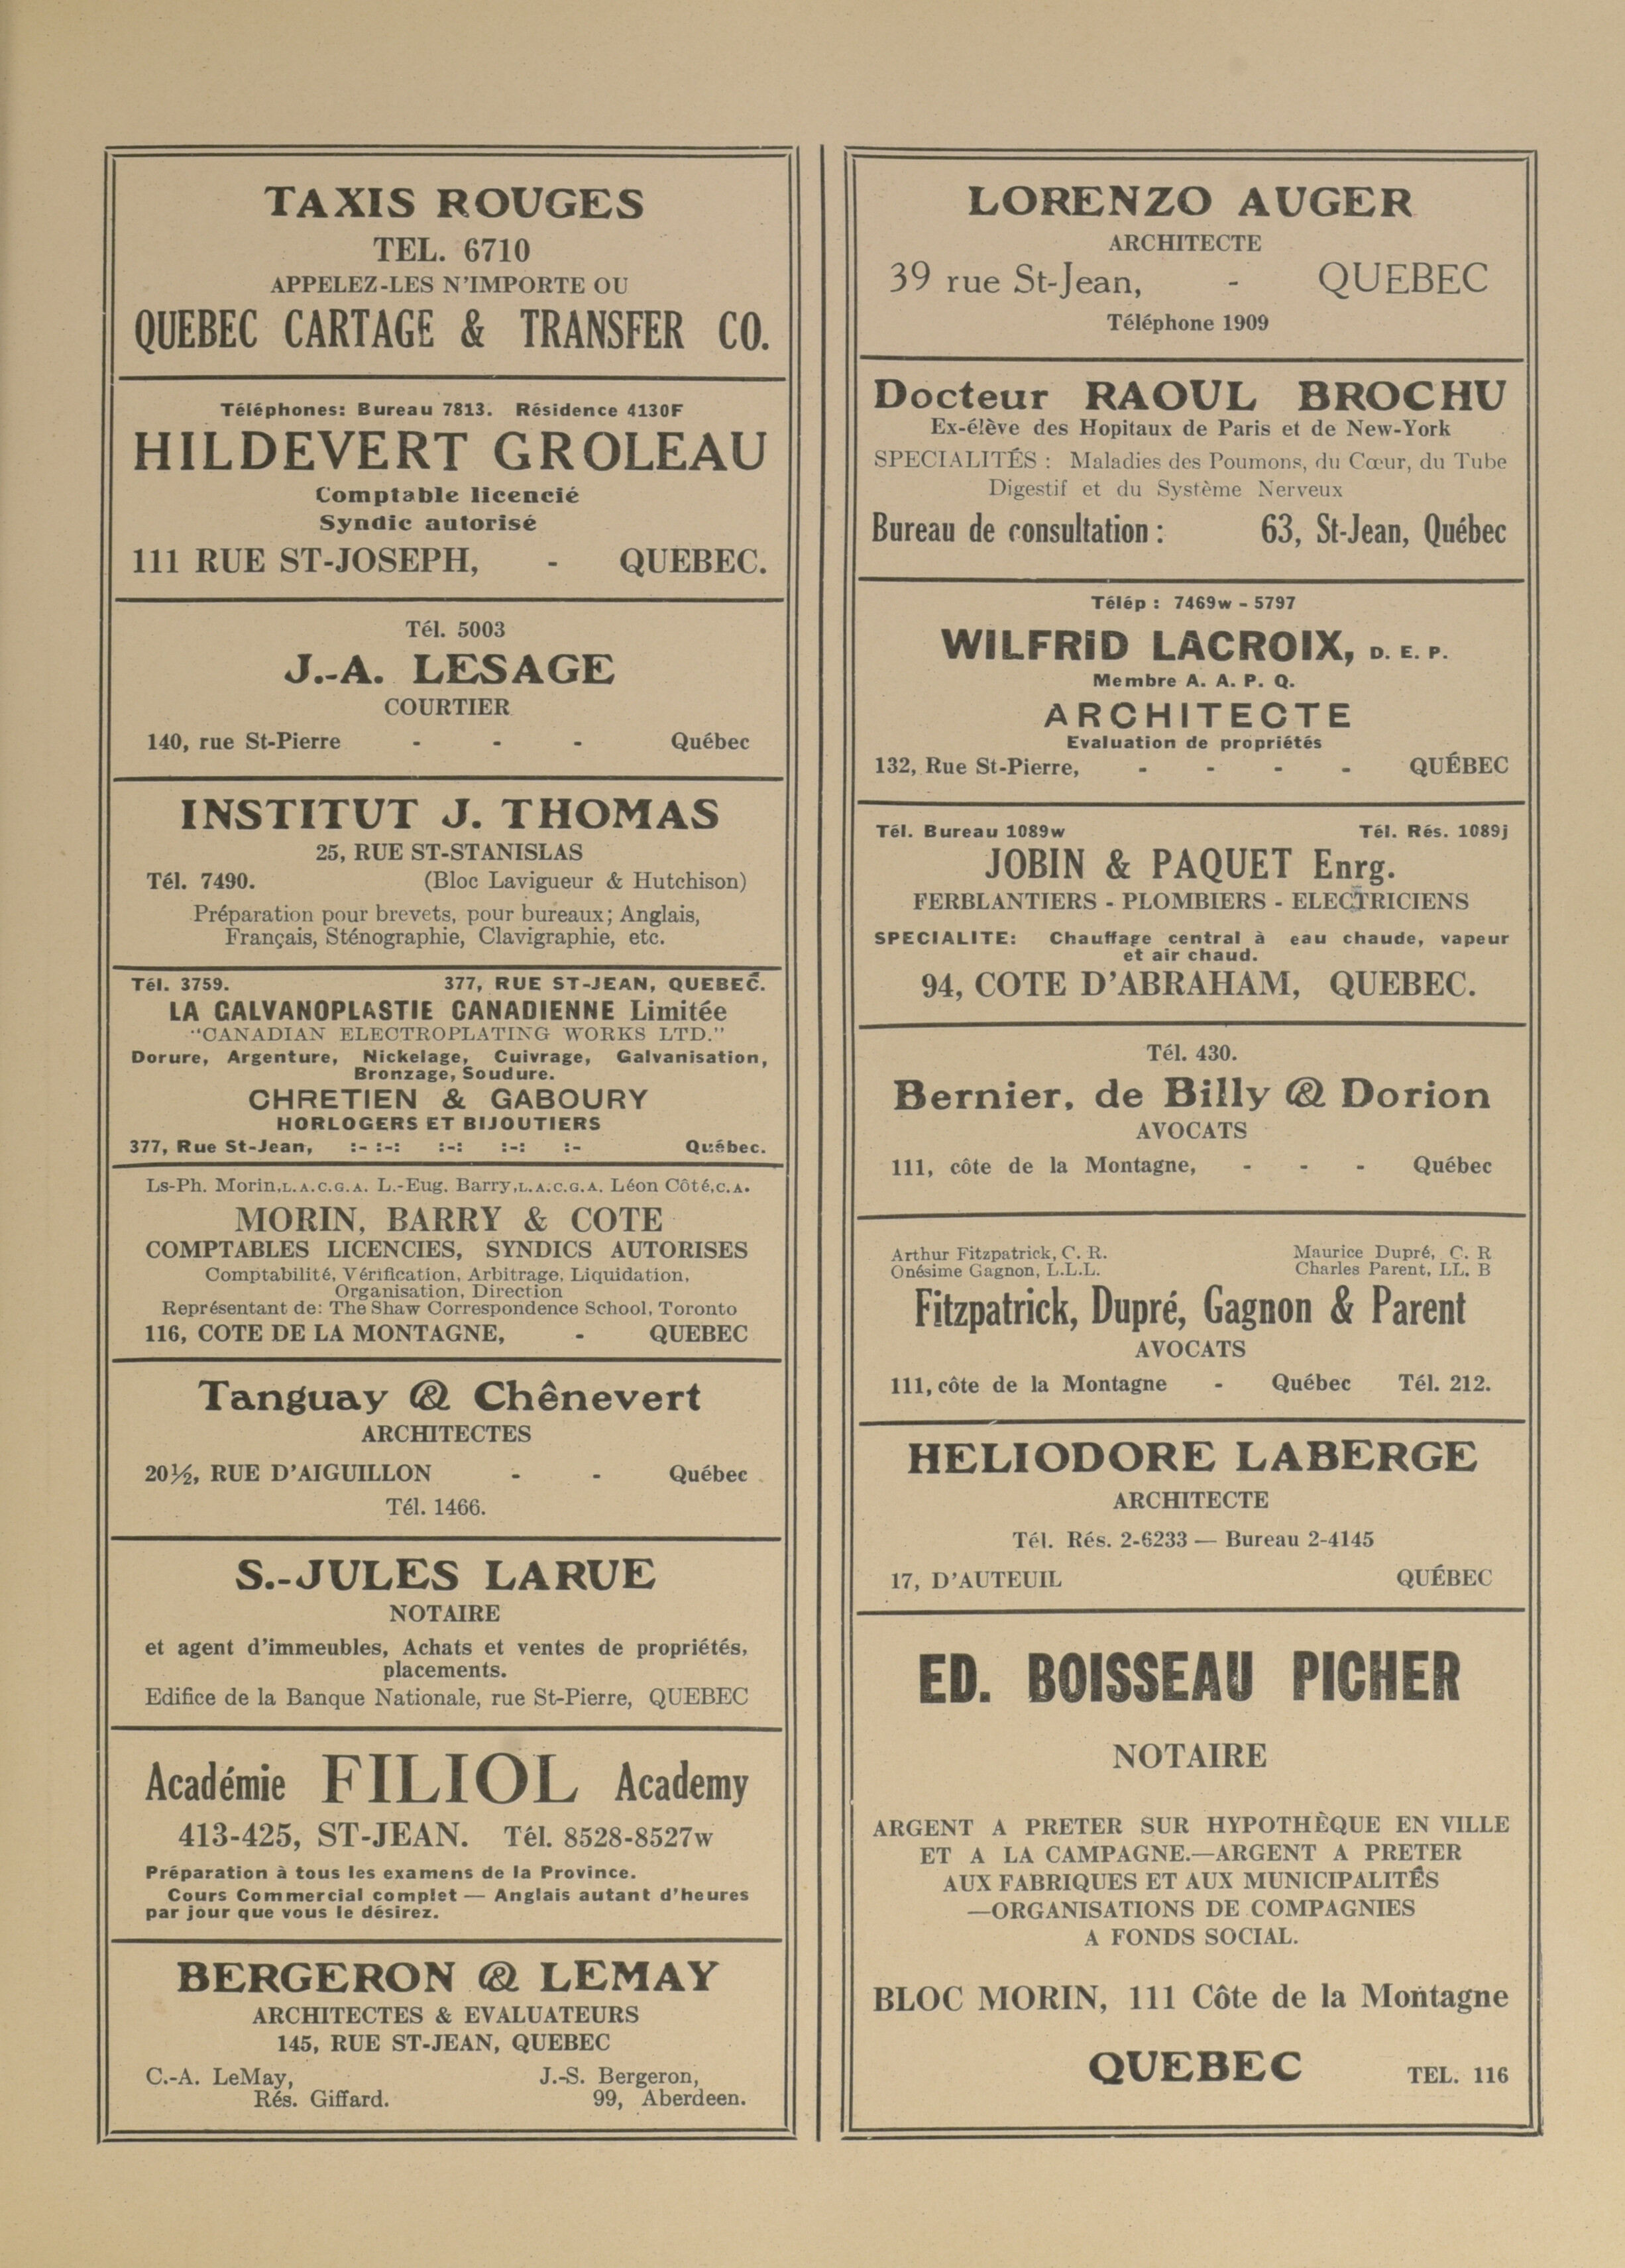 TAXIS ROUGES
TEL. 6710
APPELEZ-LES N'IMPORTE OU
QUEBEC CARTAGE & TRANSFER CO.
Téléphones: Bureau 7813. Résidence 4130F
HILDEVERT GROLEAU
Comptable licencié
Syndic autorisé
111 RUE ST-JOSEPH, - QUEBEC.
Tél. 5003
J.-A. LESAGE
COURTIER
140, rue St-Pierre - - - Québec
INSTITUT J. THOMAS
25, RUE ST-STANISLAS
Tél. 7490. (Bloc Lavigueur & Hutchison)
Préparation pour brevets, pour bureaux; Anglais,
Français, Sténographie, Clavigraphie, etc.
Tél. 3759. 377, RUE ST-JEAN, QUEBEC.
LA GALVANOPLASTIE CANADIENNE Limitée
"CANADIAN ELECTROPLATING WORKS LTD."
Dorure, Argenture, Nickelage, Cuivrage, Galvanisation,
Bronzage, Soudure.
CHRETIEN & GABOURY
HORLOGERS ET BIJOUTIERS
377, Rue St-Jean, :- :-: :-: :-: :- Québec.
Ls-Ph. Morin, L.A.C.G.A. L.-Eug. Barry, L.A.C.G.A. Léon Côté, C.A.
MORIN, BARRY & COTE
COMPTABLES LICENCIES, SYNDICS AUTORISES
Comptabilité, Vérification, Arbitrage, Liquidation,
Organisation, Direction
Représentant de: The Shaw Correspondence School, Toronto
116, COTE DE LA MONTAGNE, - QUEBEC
Tanguay & Chênevert
ARCHITECTES
20½, RUE D'AIGUILLON - - Québec
Tél. 1466.
S.-JULES LARUE
NOTAIRE
et agent d'immeubles, Achats et ventes de propriétés,
placements.
Edifice de la Banque Nationale, rue St-Pierre, QUEBEC
Académie FILIOL Academy
413-425, ST-JEAN. Tél. 8528-8527w
Préparation à tous les examens de la Province.
Cours Commercial complet — Anglais autant d'heures
par jour que vous le désirez.
BERGERON & LEMAY
ARCHITECTES & EVALUATEURS
145, RUE ST-JEAN, QUEBEC
C.-A. LeMay, J.-S. Bergeron,
Rés. Giffard. 99, Aberdeen.
LORENZO AUGER
ARCHITECTE
39 rue St-Jean, - QUEBEC
Téléphone 1909
Docteur RAOUL BROCHU
Ex-élève des Hopitaux de Paris et de New-York
SPECIALITÉS : Maladies des Poumons, du Cœur, du Tube
Digestif et du Système Nerveux
Bureau de consultation : 63, St-Jean, Québec
Télép : 7469w - 5797
WILFRID LACROIX, D. E. P.
Membre A. A. P. Q.
ARCHITECTE
Evaluation de propriétés
132, Rue St-Pierre, - - - - QUÉBEC
Tél. Bureau 1089w Tél. Rés. 1089j
JOBIN & PAQUET Enrg.
FERBLANTIERS - PLOMBIERS - ELECTRICIENS
SPECIALITE: Chauffage central à eau chaude, vapeur
et air chaud.
94, COTE D'ABRAHAM, QUEBEC.
Tél. 430.
Bernier, de Billy & Dorion
AVOCATS
111, côte de la Montagne, - - - Québec
Arthur Fitzpatrick, C. R. Maurice Dupré, C. R
Onésime Gagnon, L.L.L. Charles Parent, LL. B
Fitzpatrick, Dupré, Gagnon & Parent
AVOCATS
111, côte de la Montagne - Québec Tél. 212.
HELIODORE LABERGE
ARCHITECTE
Tél. Rés. 2-6233 — Bureau 2-4145
17, D'AUTEUIL QUÉBEC
ED. BOISSEAU PICHER
NOTAIRE
ARGENT A PRETER SUR HYPOTHÈQUE EN VILLE
ET A LA CAMPAGNE.—ARGENT A PRETER
AUX FABRIQUES ET AUX MUNICIPALITÉS
—ORGANISATIONS DE COMPAGNIES
A FONDS SOCIAL.
BLOC MORIN, 111 Côte de la Montagne
QUEBEC TEL. 116